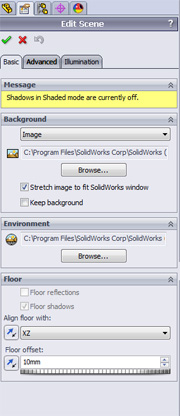 Edit Scene
?
Basic
Advanced
Illumination
Message
Shadows in Shaded mode are currently off.
Background
Image
C:\Program Files\SolidWorks Corp\SolidWorks (
Browse...
Stretch image to fit SolidWorks window
Keep background
Environment
C:\Program Files\SolidWorks Corp\SolidWorks
Browse...
Floor
Floor reflections
Floor shadows
Align floor with:
XZ
Floor offset:
10mm